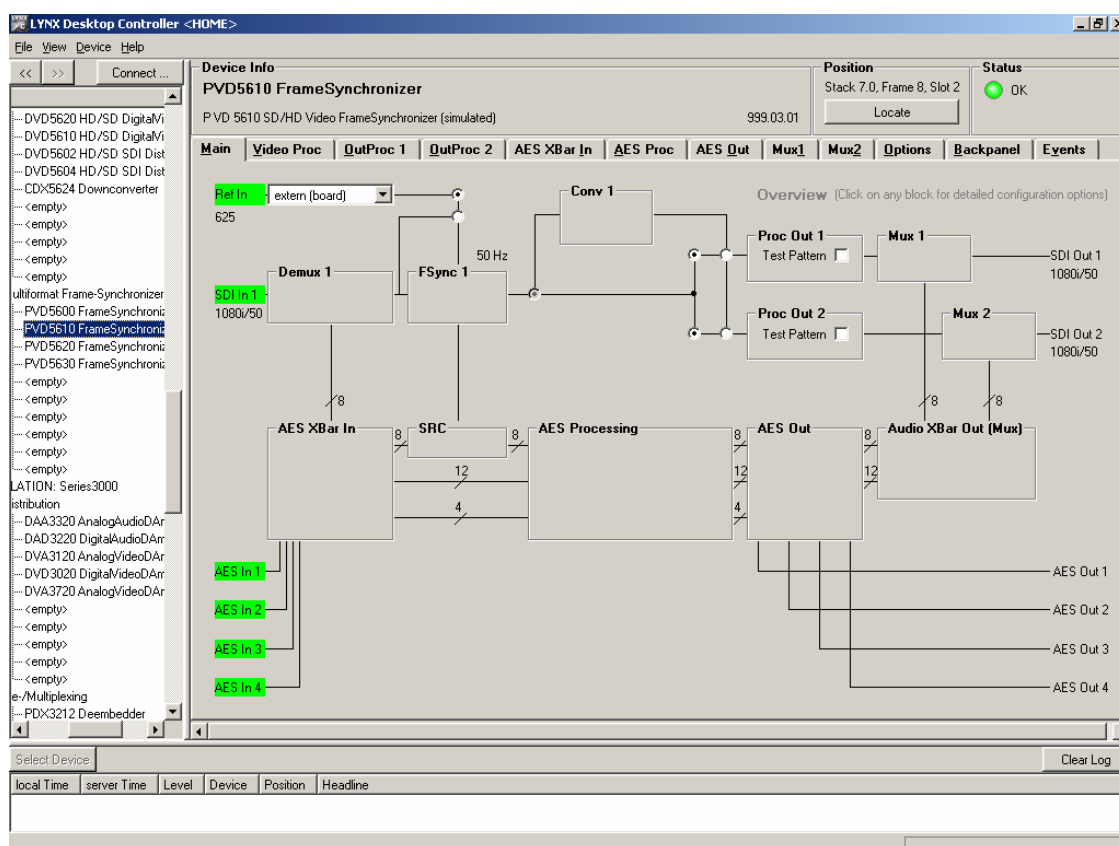 LYNX Desktop Controller <HOME>
File View Device Help
<< >> Connect ...
DVD5620 HD/SD DigitalVi
DVD5610 HD/SD DigitalVi
DVD5602 HD/SD SDI Dist
DVD5604 HD/SD SDI Dist
CDX5624 Downconverter
<empty>
<empty>
<empty>
<empty>
<empty>
ultiformat Frame-Synchronizer
PVD5600 FrameSynchroniz
PVD5610 FrameSynchroniz
PVD5620 FrameSynchroniz
PVD5630 FrameSynchroniz
<empty>
<empty>
<empty>
<empty>
<empty>
<empty>
LATION: Series3000
istribution
DAA3320 AnalogAudioDAr
DAD3220 DigitalAudioDAm
DVA3120 AnalogVideoDAr
DVD3020 DigitalVideoDAm
DVA3720 AnalogVideoDAr
<empty>
<empty>
<empty>
<empty>
<empty>
e-/Multiplexing
PDX3212 Deembedder
Device Info
PVD5610 FrameSynchronizer
PVD 5610 SD/HD Video FrameSynchronizer (simulated) 999.03.01
Position
Stack 7.0, Frame 8, Slot 2
Locate
Status
OK
Main Video Proc OutProc 1 OutProc 2 AES XBar In AES Proc AES Out Mux1 Mux2 Options Backpanel Events
Overview (Click on any block for detailed configuration options)
Ref In extern (board)
625
Conv 1
50 Hz
SDI In 1
1080i/50
Demux 1
FSync 1
Proc Out 1
Test Pattern
Mux 1
SDI Out 1
1080i/50
Proc Out 2
Test Pattern
Mux 2
SDI Out 2
1080i/50
8
8
8
AES XBar In
8
SRC
8
AES Processing
8
AES Out
8
Audio XBar Out (Mux)
12
12
12
4
4
AES In 1
AES Out 1
AES In 2
AES Out 2
AES In 3
AES Out 3
AES In 4
AES Out 4
Select Device
Clear Log
local Time server Time Level Device Position Headline